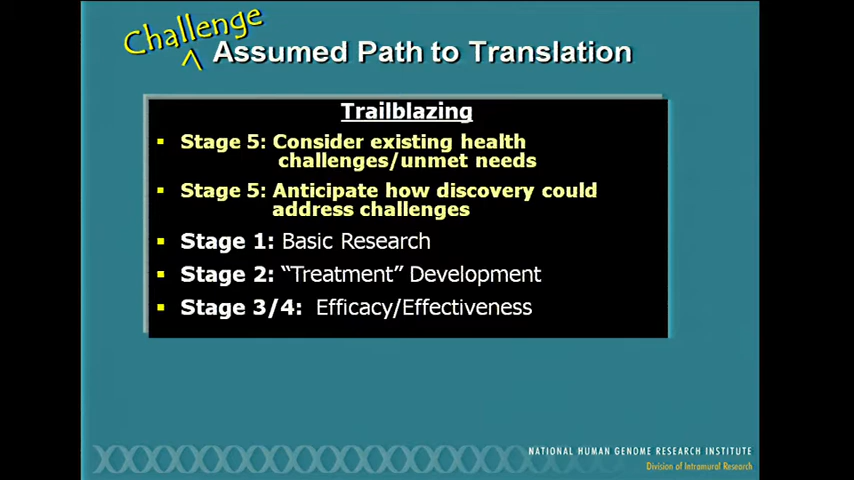 Challenge
^ Assumed Path to Translation
Trailblazing
▪ Stage 5: Consider existing health
challenges/unmet needs
▪ Stage 5: Anticipate how discovery could
address challenges
▪ Stage 1: Basic Research
▪ Stage 2: “Treatment” Development
▪ Stage 3/4: Efficacy/Effectiveness
NATIONAL HUMAN GENOME RESEARCH INSTITUTE
Division of Intramural Research